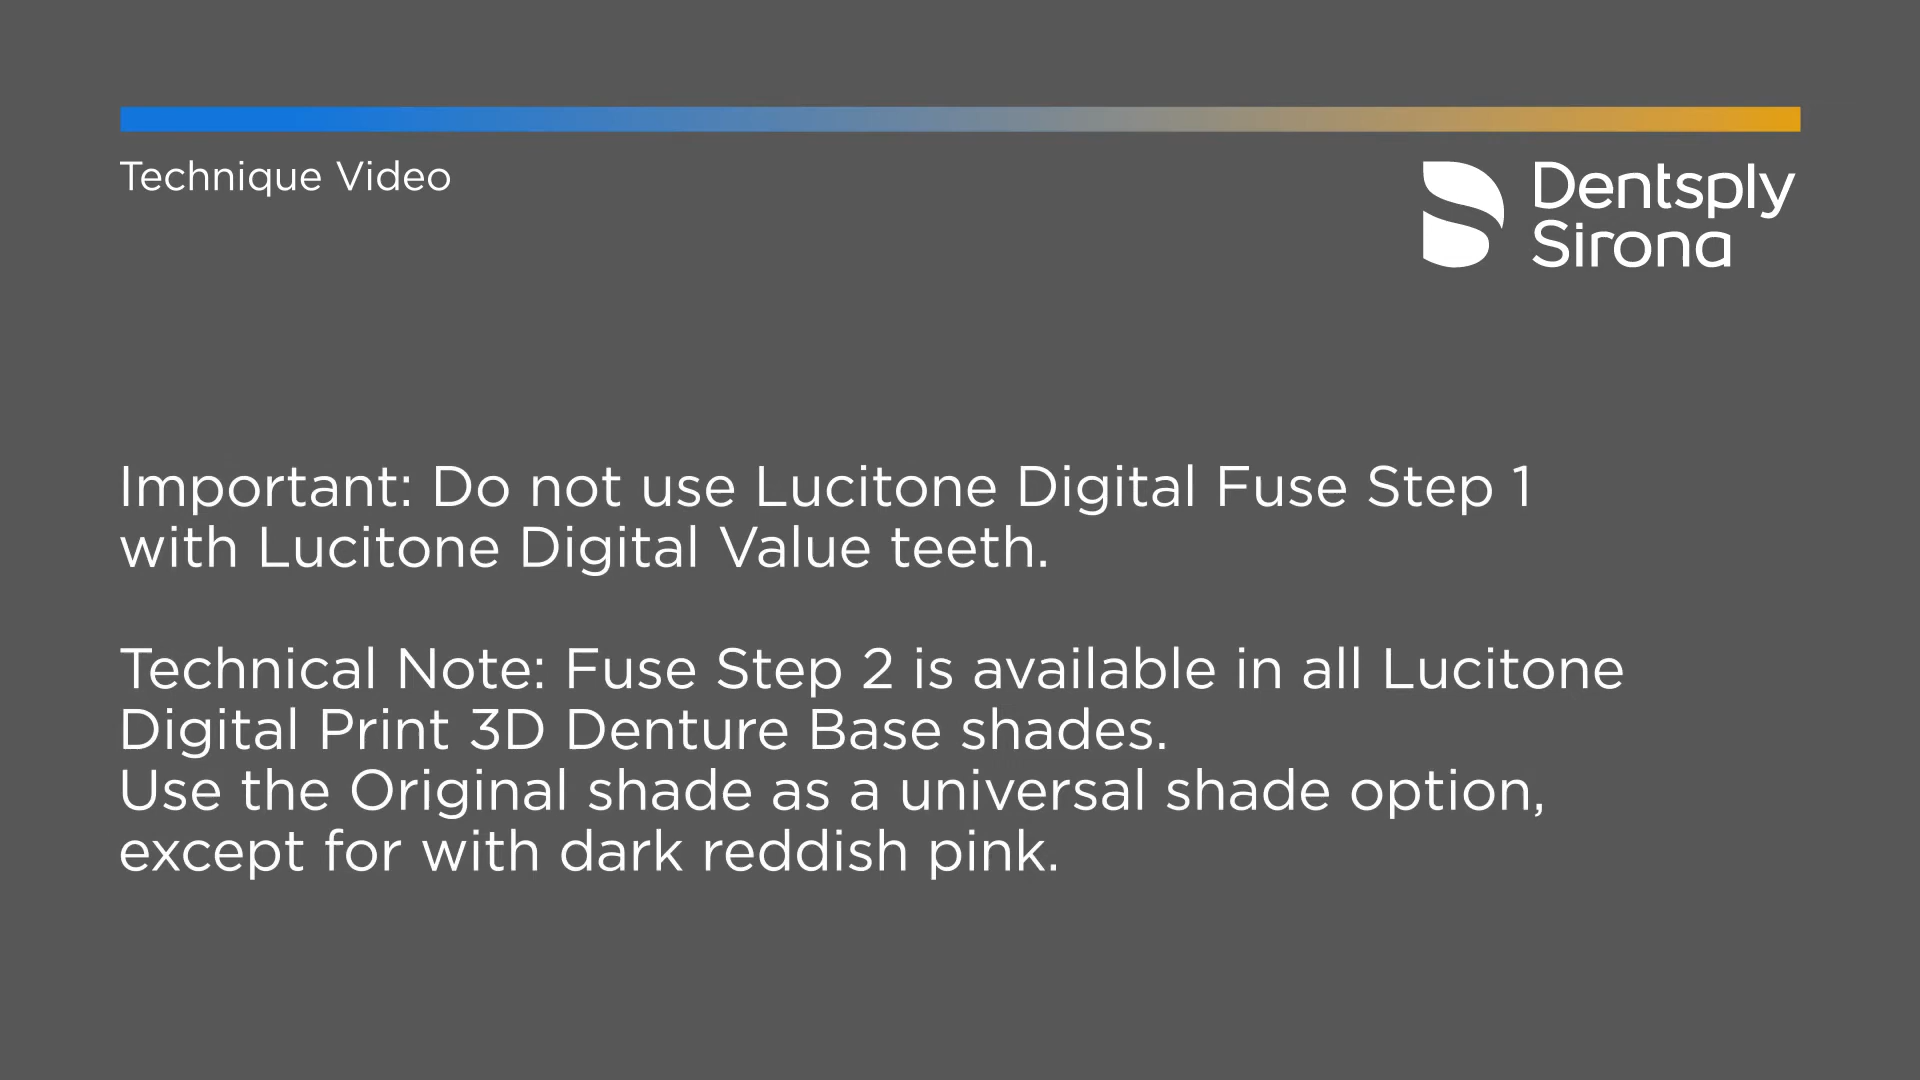 Technique Video
Dentsply
Sirona
Important: Do not use Lucitone Digital Fuse Step 1
with Lucitone Digital Value teeth.
Technical Note: Fuse Step 2 is available in all Lucitone
Digital Print 3D Denture Base shades.
Use the Original shade as a universal shade option,
except for with dark reddish pink.